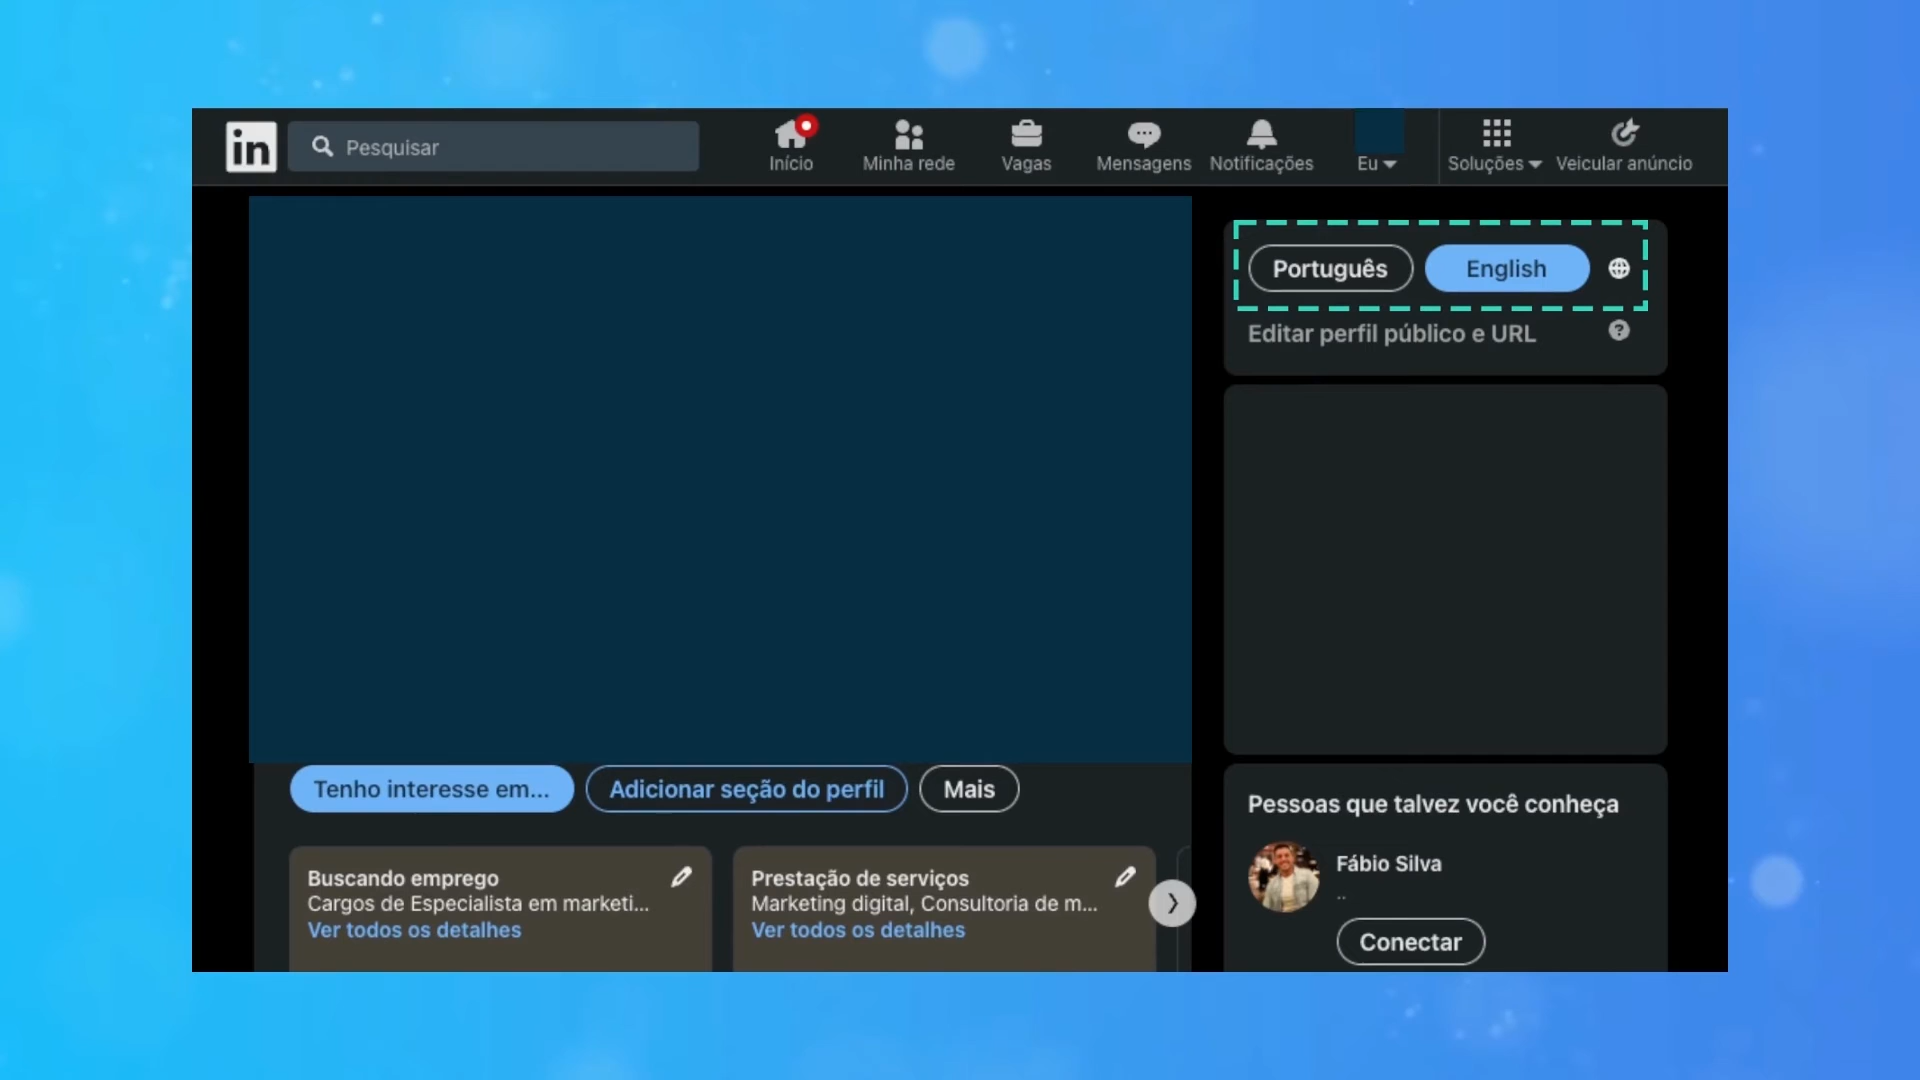 in
Pesquisar
Início
Minha rede
Vagas
Mensagens
Notificações
Eu
Soluções
Veicular anúncio
Português
English
Editar perfil público e URL
?
Tenho interesse em...
Adicionar seção do perfil
Mais
Buscando emprego
Cargos de Especialista em marketi...
Ver todos os detalhes
Prestação de serviços
Marketing digital, Consultoria de m...
Ver todos os detalhes
Pessoas que talvez você conheça
Fábio Silva
..
Conectar